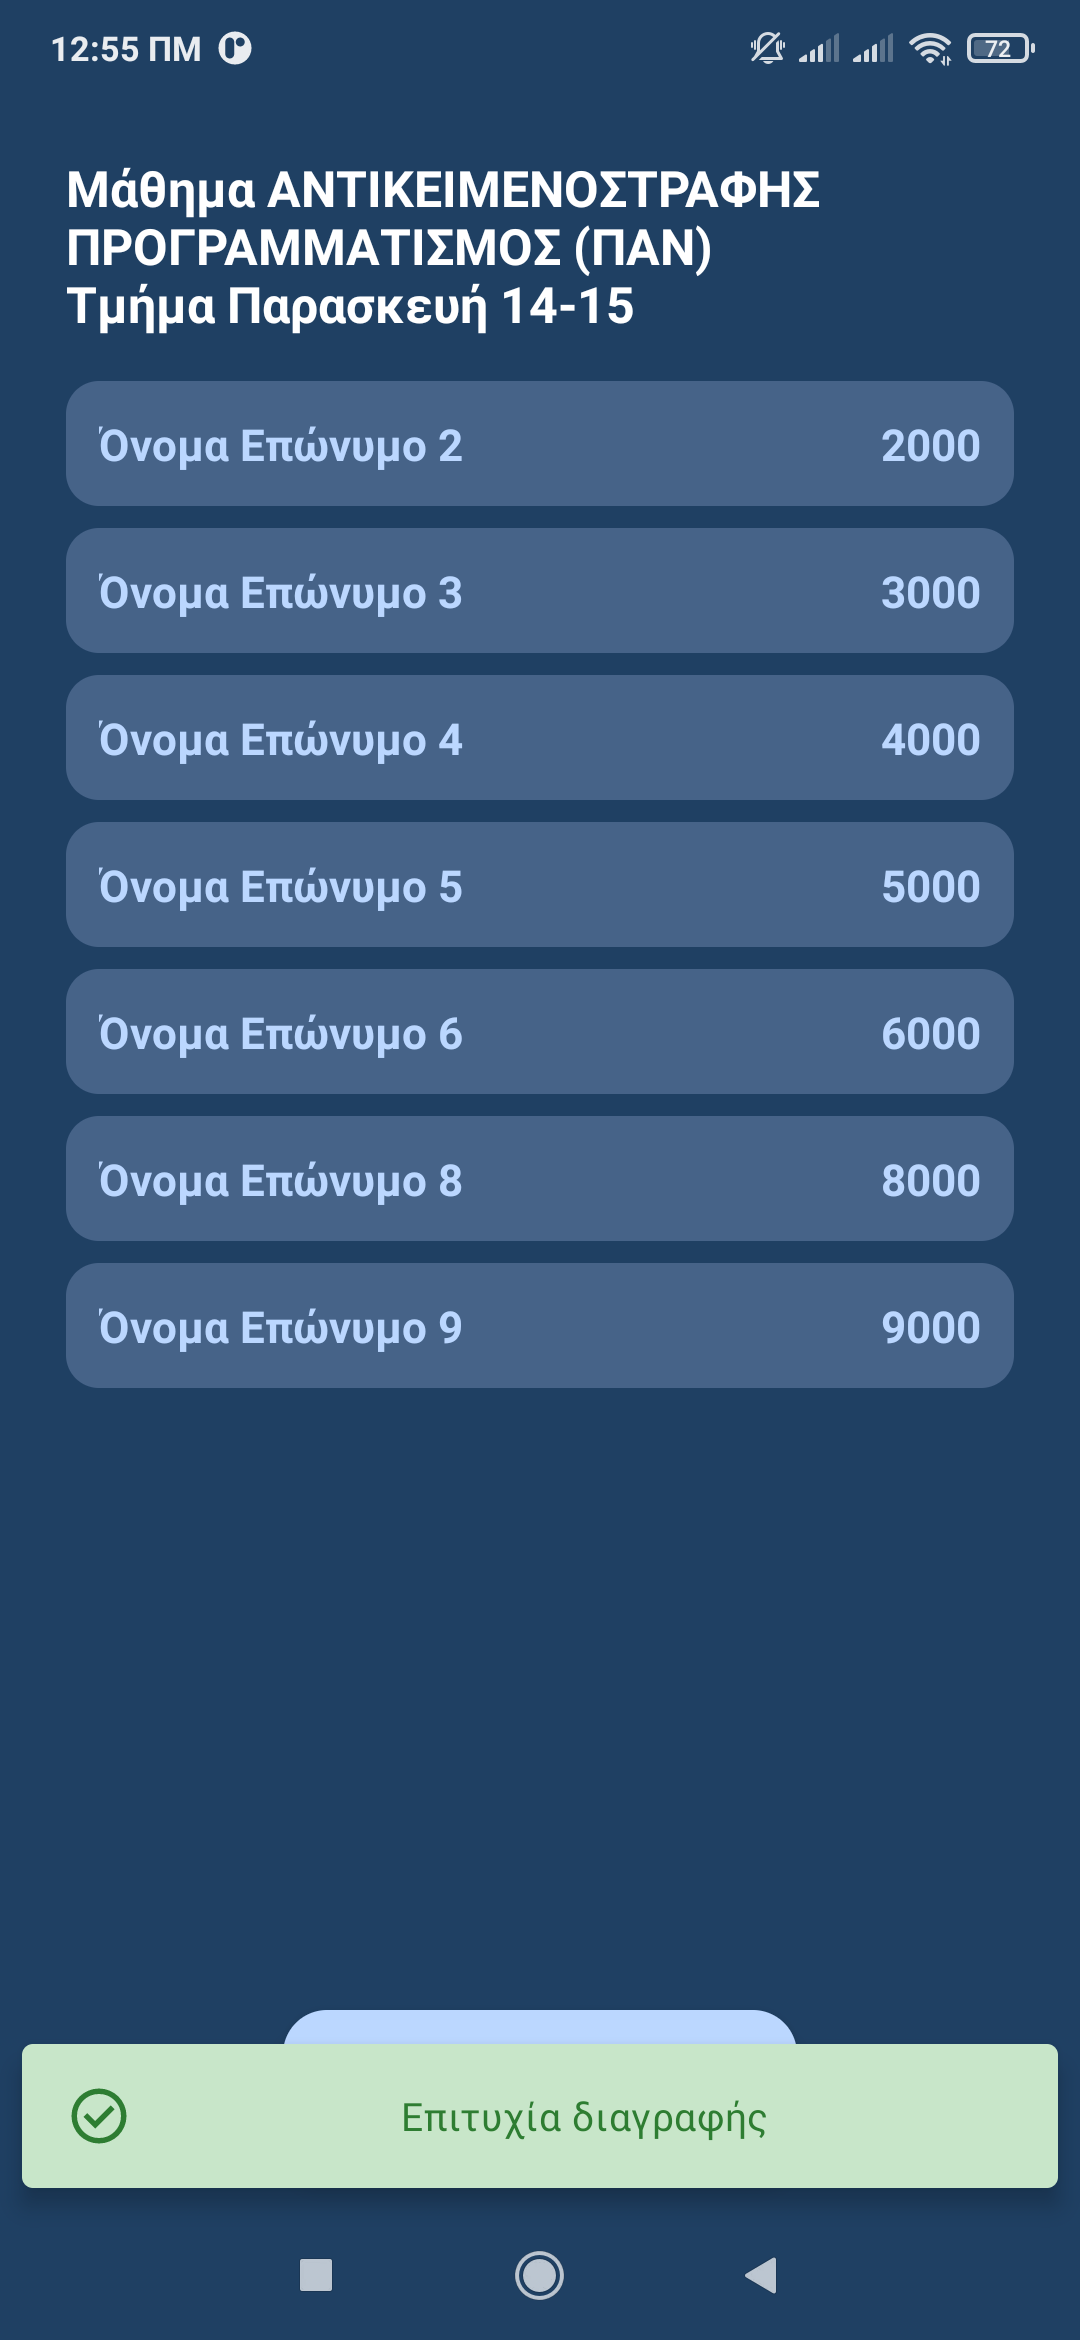 12:55 ΠΜ
72
Μάθημα ΑΝΤΙΚΕΙΜΕΝΟΣΤΡΑΦΗΣ
ΠΡΟΓΡΑΜΜΑΤΙΣΜΟΣ (ΠΑΝ)
Τμήμα Παρασκευή 14-15
Όνομα Επώνυμο 2 2000
Όνομα Επώνυμο 3 3000
Όνομα Επώνυμο 4 4000
Όνομα Επώνυμο 5 5000
Όνομα Επώνυμο 6 6000
Όνομα Επώνυμο 8 8000
Όνομα Επώνυμο 9 9000
Επιτυχία διαγραφής